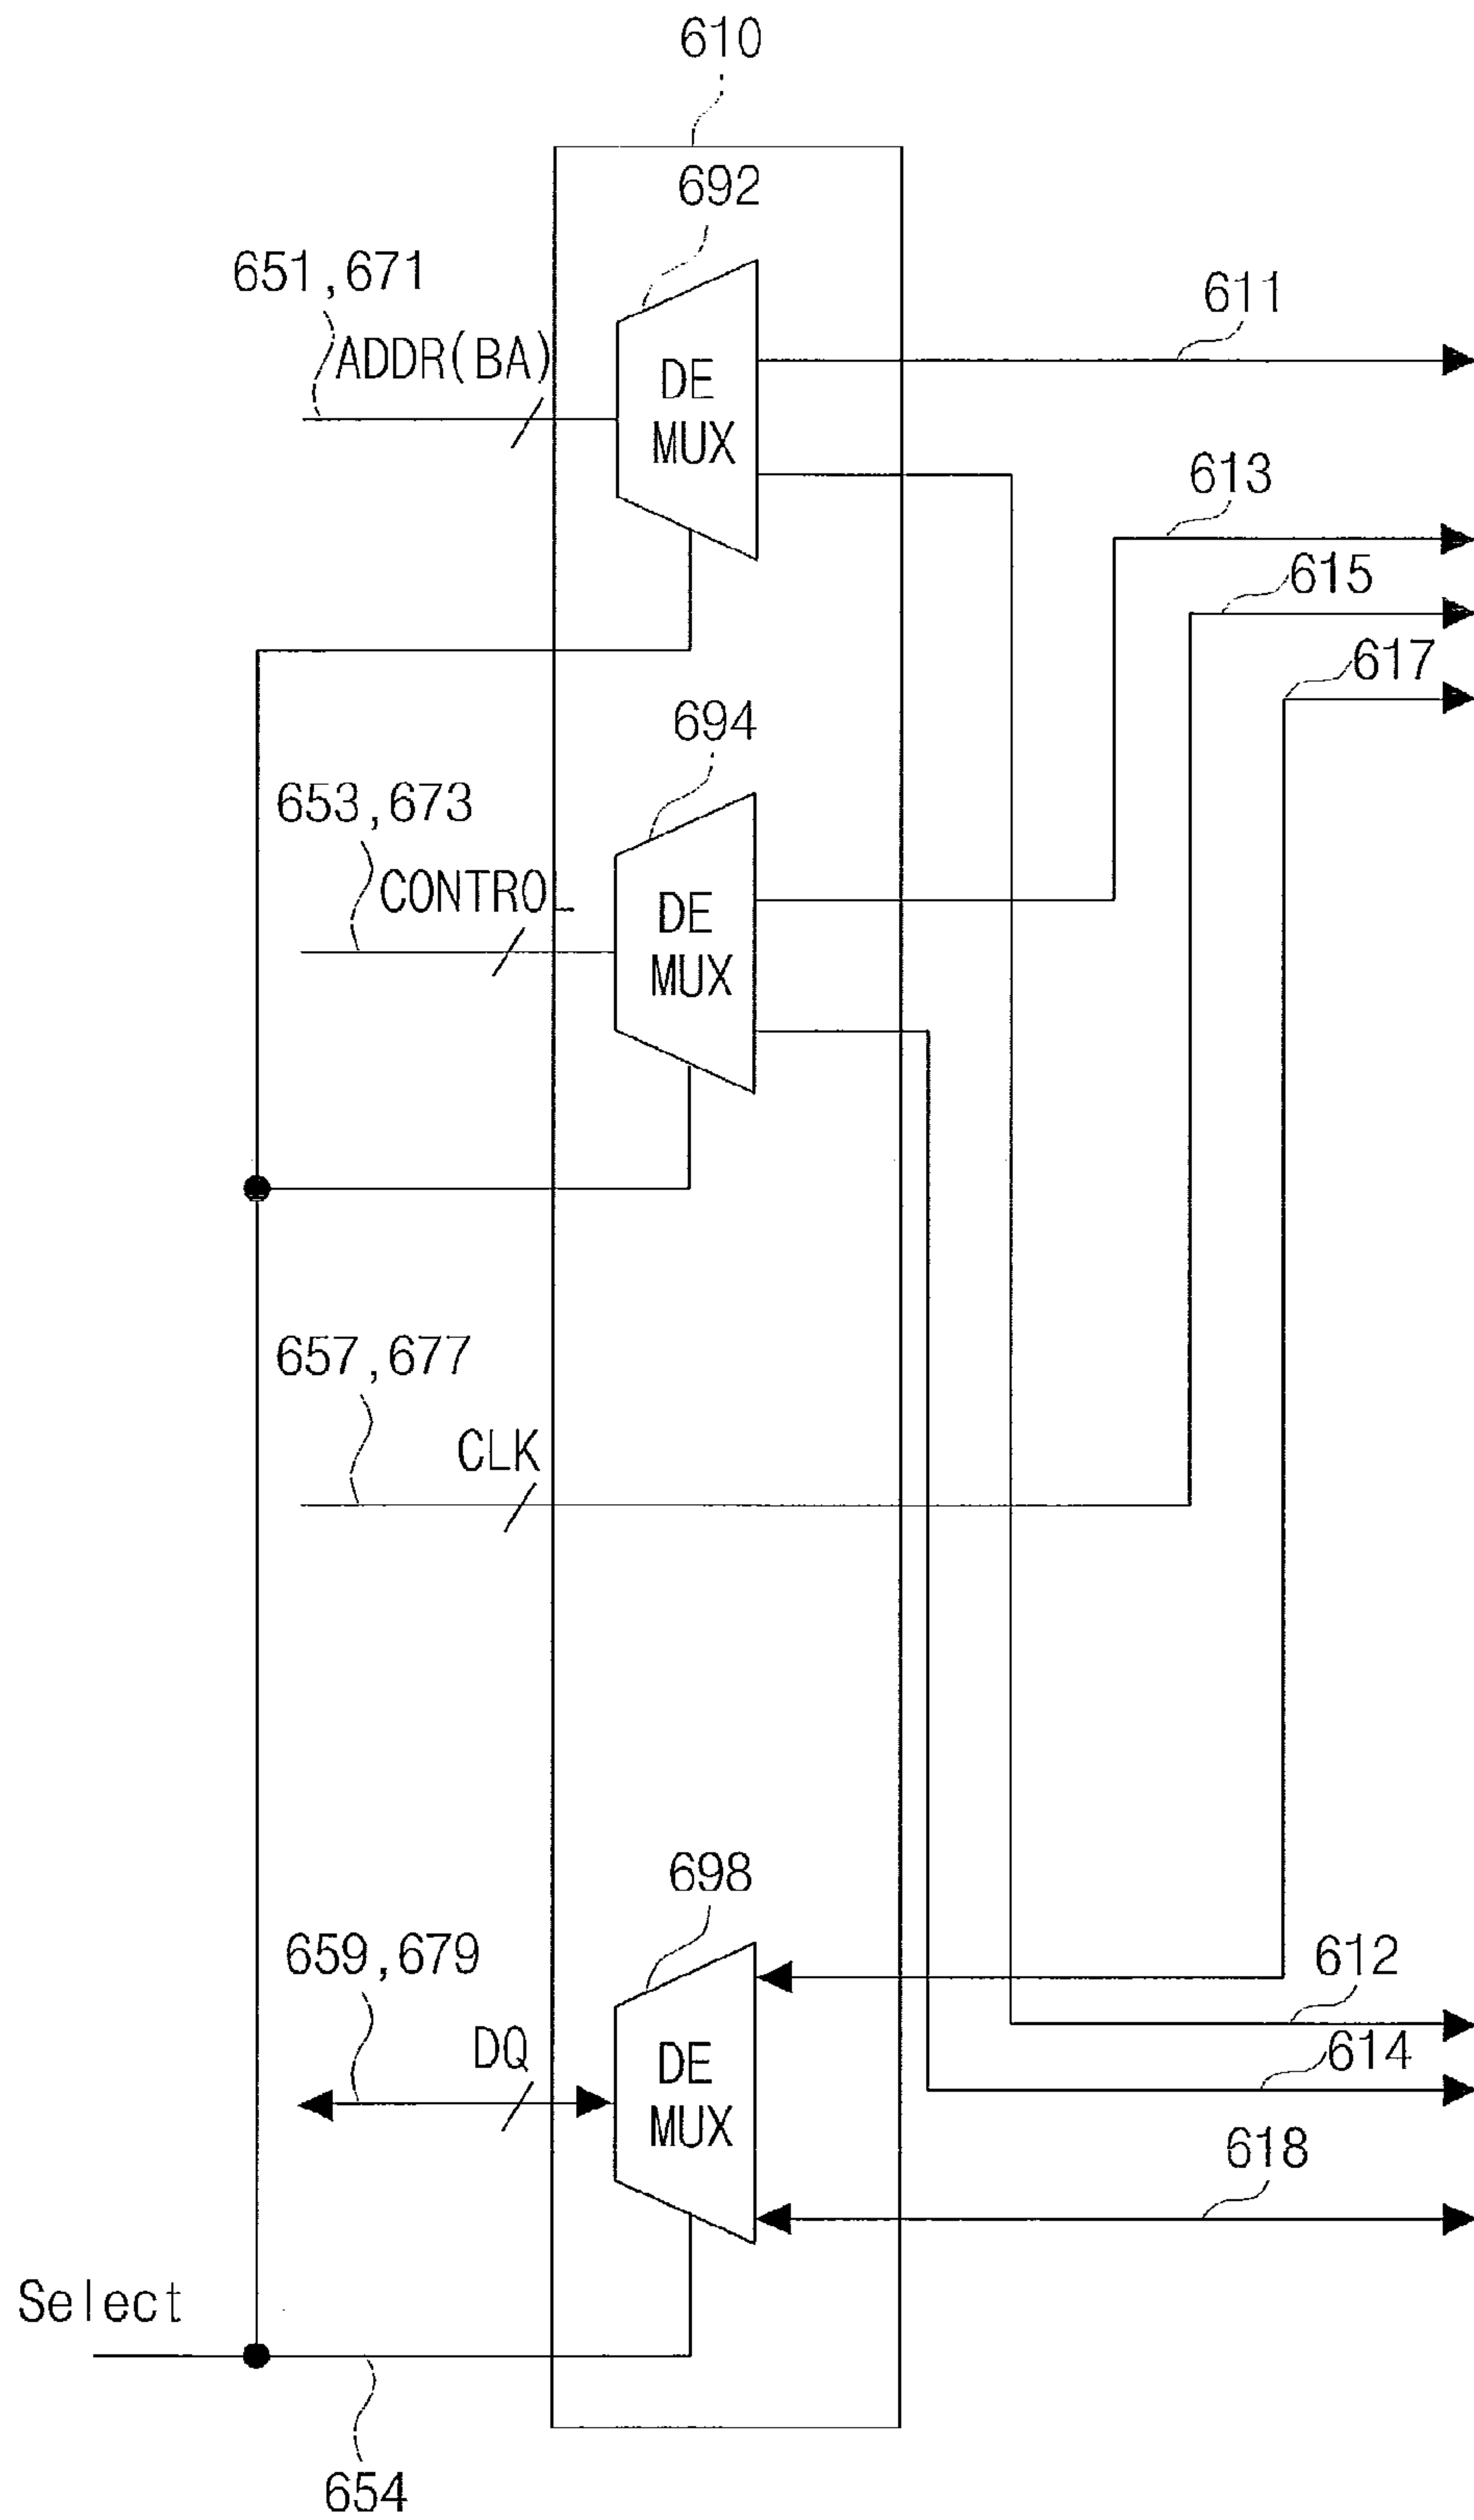 610
692
651,671
ADDR(BA)
611
DE
MUX
613
615
617
694
653,673
CONTROL
DE
MUX
657,677
CLK
698
659,679
DQ
612
DE
MUX
614
618
Select
654